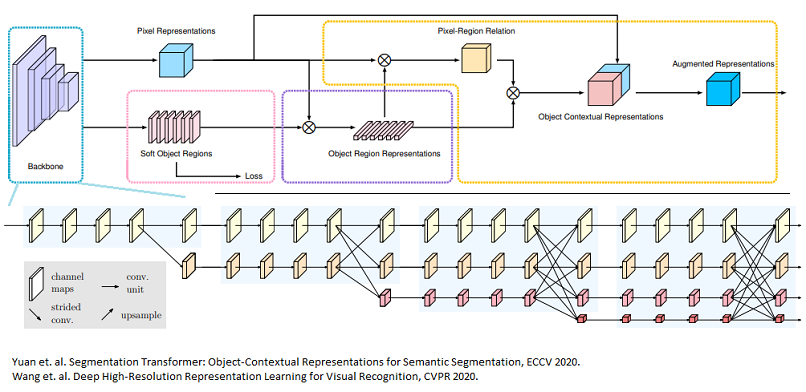 Pixel Representations
Pixel-Region Relation
Augmented Representations
Object Contextual Representations
Soft Object Regions
Object Region Representations
Backbone
Loss
channel
maps
conv.
unit
strided
conv.
upsample
Yuan et. al. Segmentation Transformer: Object-Contextual Representations for Semantic Segmentation, ECCV 2020.
Wang et. al. Deep High-Resolution Representation Learning for Visual Recognition, CVPR 2020.